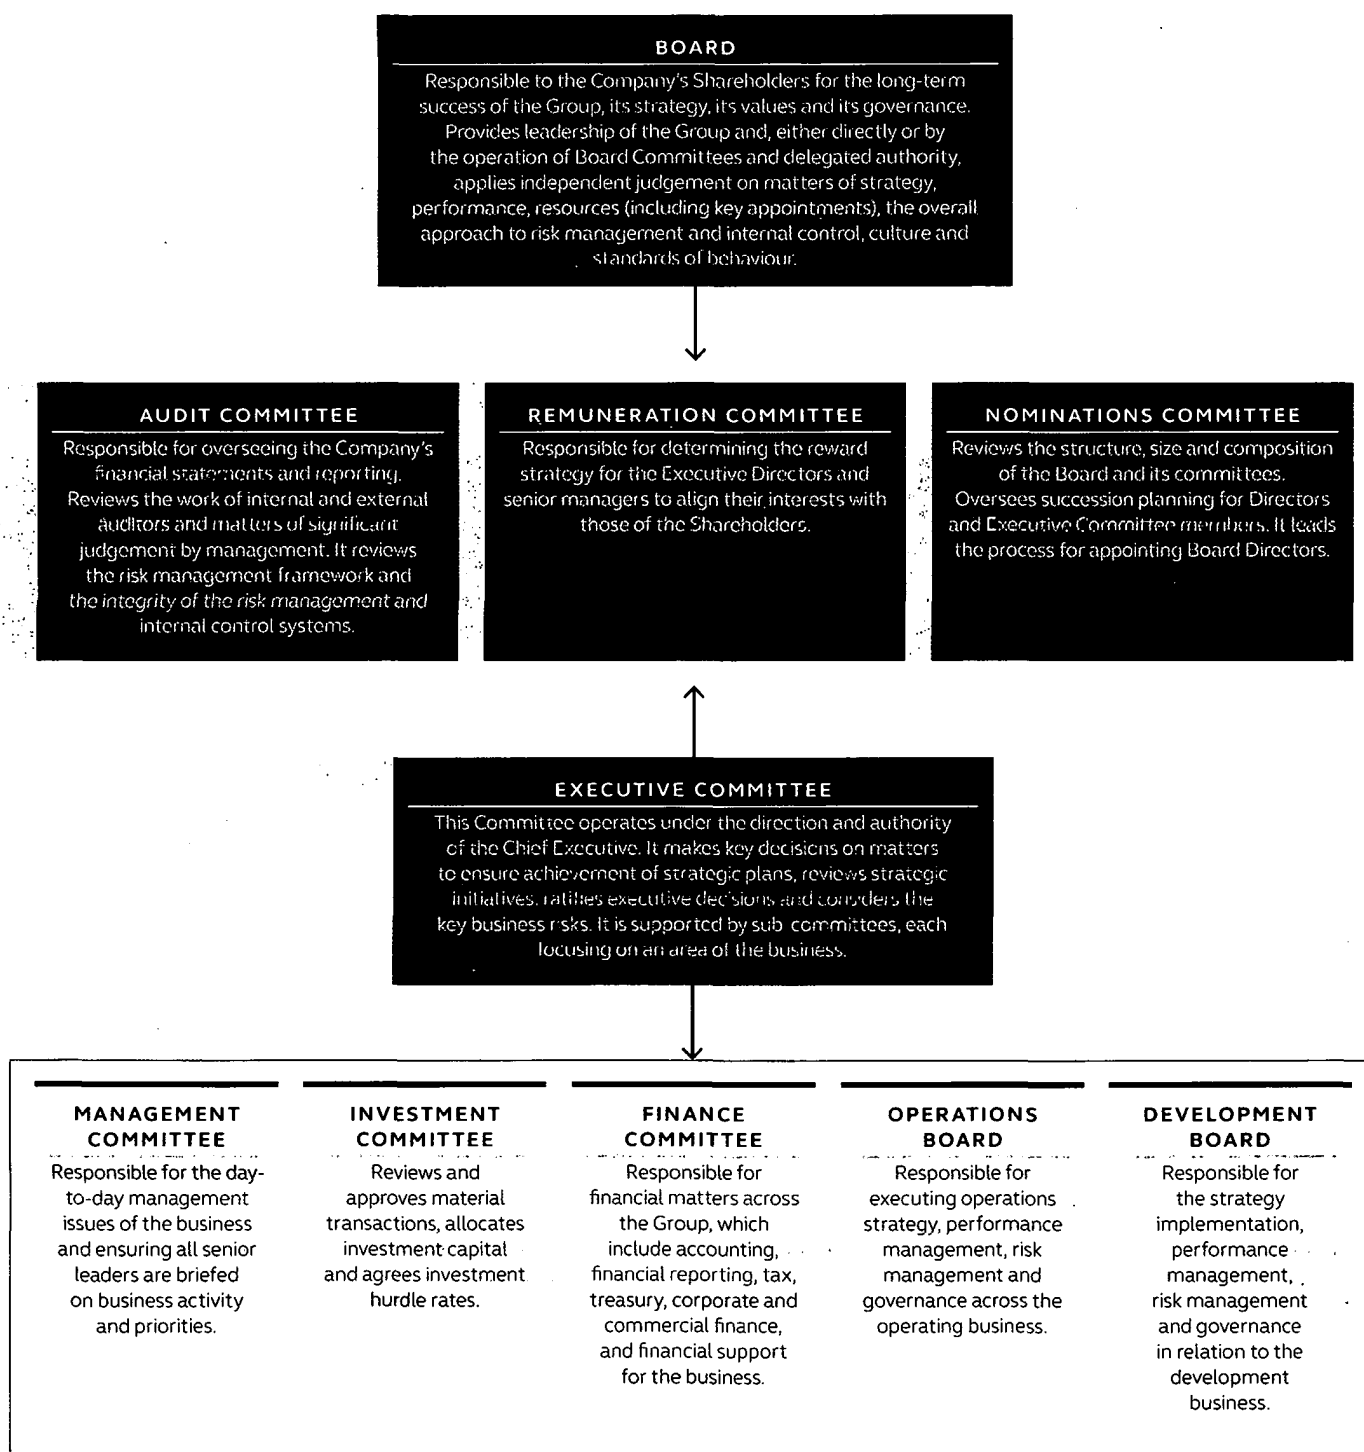 BOARD
Responsible to the Company's Shareholders for the long-term
success of the Group, its strategy, its values and its governance.
Provides leadership of the Group and, either directly or by
the operation of Board Committees and delegated authority,
applies independent judgement on matters of strategy,
performance, resources (including key appointments), the overall
approach to risk management and internal control, culture and
standards of behaviour.
AUDIT COMMITTEE
Responsible for overseeing the Company's
financial statements and reporting.
Reviews the work of internal and external
auditors and matters of significant
judgement by management. It reviews
the risk management framework and
the integrity of the risk management and
internal control systems.
REMUNERATION COMMITTEE
Responsible for determining the reward
strategy for the Executive Directors and
senior managers to align their interests with
those of the Shareholders.
NOMINATIONS COMMITTEE
Reviews the structure, size and composition
of the Board and its committees.
Oversees succession planning for Directors
and Executive Committee members. It leads
the process for appointing Board Directors.
EXECUTIVE COMMITTEE
This Committee operates under the direction and authority
of the Chief Executive. It makes key decisions on matters
to ensure achievement of strategic plans, reviews strategic
initiatives, ratifies executive decisions and considers the
key business risks. It is supported by sub-committees, each
focusing on an area of the business.
MANAGEMENT
COMMITTEE
Responsible for the day-
to-day management
issues of the business
and ensuring all senior
leaders are briefed
on business activity
and priorities.
INVESTMENT
COMMITTEE
Reviews and
approves material
transactions, allocates
investment capital
and agrees investment
hurdle rates.
FINANCE
COMMITTEE
Responsible for
financial matters across
the Group, which
include accounting,
financial reporting, tax,
treasury, corporate and
commercial finance,
and financial support
for the business.
OPERATIONS
BOARD
Responsible for
executing operations
strategy, performance
management, risk
management and
governance across the
operating business.
DEVELOPMENT
BOARD
Responsible for
the strategy
implementation,
performance
management,
risk management
and governance
in relation to the
development
business.